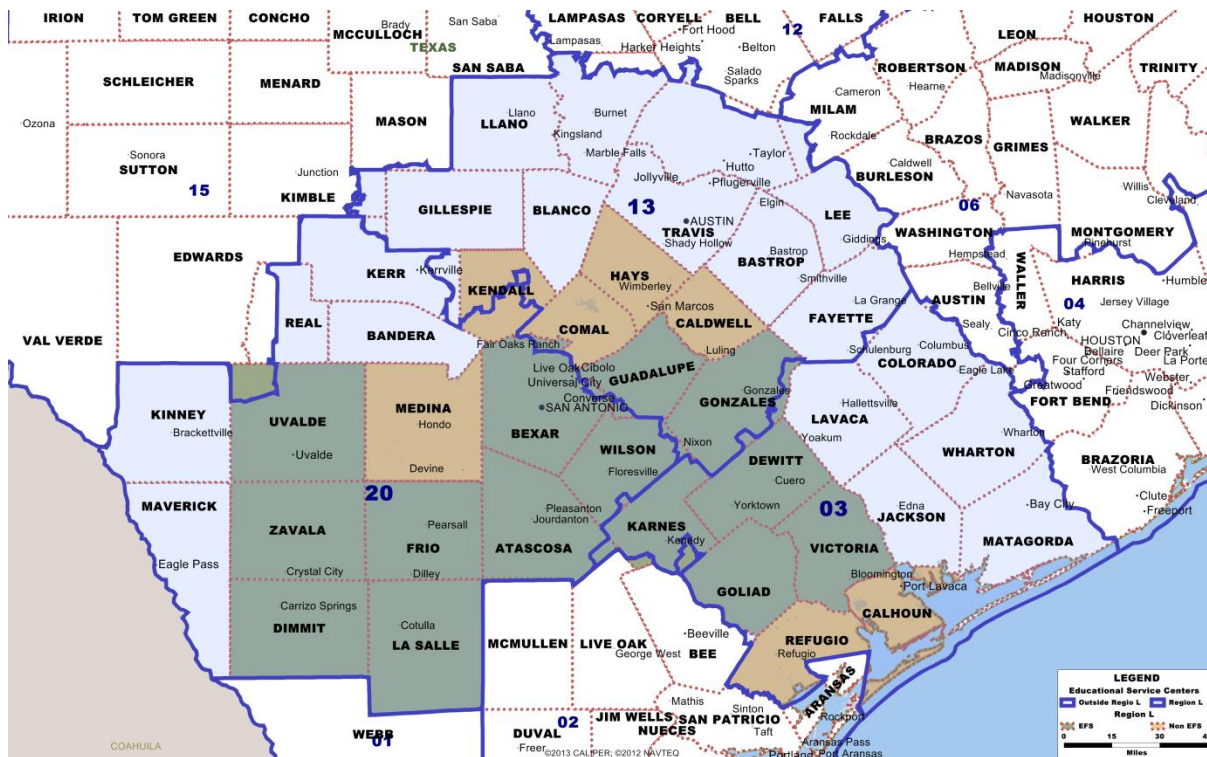 IRION
TOM GREEN
CONCHO
Brady
MCCULLOCH
San Saba
TEXAS
SAN SABA
LAMPASAS
Lampasas
CORYELL
BELL
FALLS
Fort Hood
Harker Heights
Belton
12
Salado
Sparks
HOUSTON
LEON
MADISON
Madisonville
TRINITY
ROBERTSON
Hearne
SCHLEICHER
MENARD
MASON
Ozona
Sonora
SUTTON
15
Junction
KIMBLE
Llano
LLANO
Kingsland
Burnet
Marble Falls
Cameron
MILAM
Rockdale
BRAZOS
GRIMES
WALKER
Caldwell
BURLESON
Navasota
Willis
Cleveland
06
Taylor
Hutto
Jollyville
Pflugerville
Elgin
GILLESPIE
BLANCO
13
AUSTIN
TRAVIS
Shady Hollow
LEE
Giddings
Bastrop
BASTROP
Smithville
WASHINGTON
Hempstead
MONTGOMERY
Pinehurst
WALLER
HARRIS
Humble
04
Jersey Village
Bellville
AUSTIN
EDWARDS
KERR
Kerrville
KENDALL
HAYS
Wimberley
San Marcos
REAL
BANDERA
COMAL
CALDWELL
Luling
La Grange
FAYETTE
Sealy
Cinco Ranch
Katy
HOUSTON
Channelview
Cloverleaf
Bellaire
Deer Park
Four Corners
La Porte
Stafford
Greatwood
Webster
Friendswood
FORT BEND
Dickinson
VAL VERDE
Fair Oaks Ranch
Live Oak
Cibolo
Universal City
Converse
SAN ANTONIO
GUADALUPE
Schulenburg
Columbus
COLORADO
Eagle Lake
KINNEY
Brackettville
UVALDE
Uvalde
MEDINA
Hondo
Devine
BEXAR
WILSON
Floresville
Gonzales
GONZALES
Nixon
Hallettsville
LAVACA
Yoakum
Wharton
WHARTON
BRAZORIA
West Columbia
Clute
Freeport
MAVERICK
Eagle Pass
20
ZAVALA
Crystal City
Pearsall
FRIO
Dilley
Pleasanton
Jourdanton
ATASCOSA
DEWITT
Cuero
Yorktown
03
KARNES
Kenedy
Edna
JACKSON
Bay City
MATAGORDA
VICTORIA
Bloomington
Port Lavaca
CALHOUN
GOLIAD
Carrizo Springs
DIMMIT
Cotulla
LA SALLE
MCMULLEN
LIVE OAK
George West
Beeville
BEE
REFUGIO
Refugio
ARANSAS
Rockport
Mathis
Sinton
SAN PATRICIO
Taft
WEBB
01
02
DUVAL
Freer
JIM WELLS
NUECES
Aransas Pass
Portland
Port Aransas
COAHUILA
©2013 CALIPER; ©2012 NAVTEQ
LEGEND
Educational Service Centers
Outside Regio L
Region L
Region L
EFS
Non EFS
0 15 30 45
Miles